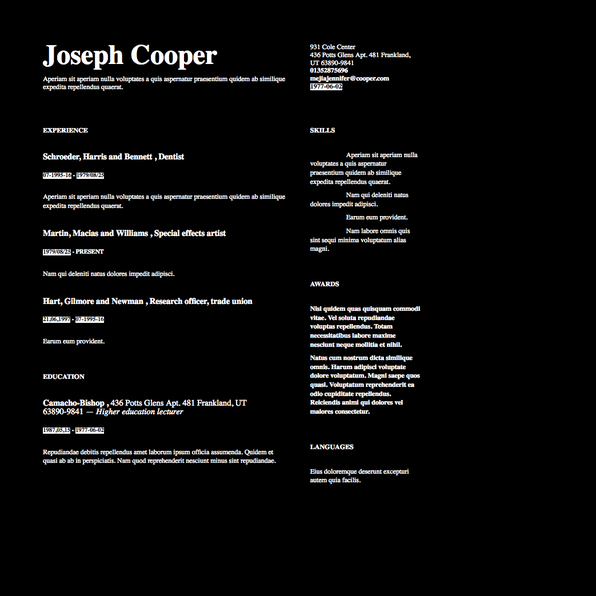 Joseph Cooper
Aperiam sit aperiam nulla voluptates a quis aspernatur praesentium quidem ab similique
expedita repellendus quaerat.
931 Cole Center
436 Potts Glens Apt. 481 Frankland,
UT 63890-9841
01352875696
mejiajennifer@cooper.com
1977-06-02
EXPERIENCE
Schroeder, Harris and Bennett , Dentist
07-1995-16 - 1979/08/25
Aperiam sit aperiam nulla voluptates a quis aspernatur praesentium quidem ab similique
expedita repellendus quaerat.
Martin, Macias and Williams , Special effects artist
1979/08/25 - PRESENT
Nam qui deleniti natus dolores impedit adipisci.
Hart, Gilmore and Newman , Research officer, trade union
21.06.1997 - 07-1995-16
Earum eum provident.
EDUCATION
Camacho-Bishop , 436 Potts Glens Apt. 481 Frankland, UT
63890-9841 — Higher education lecturer
1987.05.15 - 1977-06-02
Repudiandae debitis repellendus amet laborum ipsum officia assumenda. Quidem et
quasi ab ab in perspiciatis. Nam quod reprehenderit nesciunt minus sint repudiandae.
SKILLS
Aperiam sit aperiam nulla
voluptates a quis aspernatur
praesentium quidem ab similique
expedita repellendus quaerat.
Nam qui deleniti natus
dolores impedit adipisci.
Earum eum provident.
Nam labore omnis quis
sint sequi minima voluptatum alias
magni.
AWARDS
Nisi quidem quas quisquam commodi
vitae. Vel soluta repudiandae
voluptas repellendus. Totam
necessitatibus labore maxime
nesciunt neque mollitia et nihil.
Natus cum nostrum dicta similique
omnis. Harum adipisci voluptate
dolore voluptatum. Magni saepe quos
quasi. Voluptatum reprehenderit ea
odio cupiditate repellendus.
Reiciendis animi qui dolores vel
maiores consectetur.
LANGUAGES
Eius doloremque deserunt excepturi
autem quia facilis.